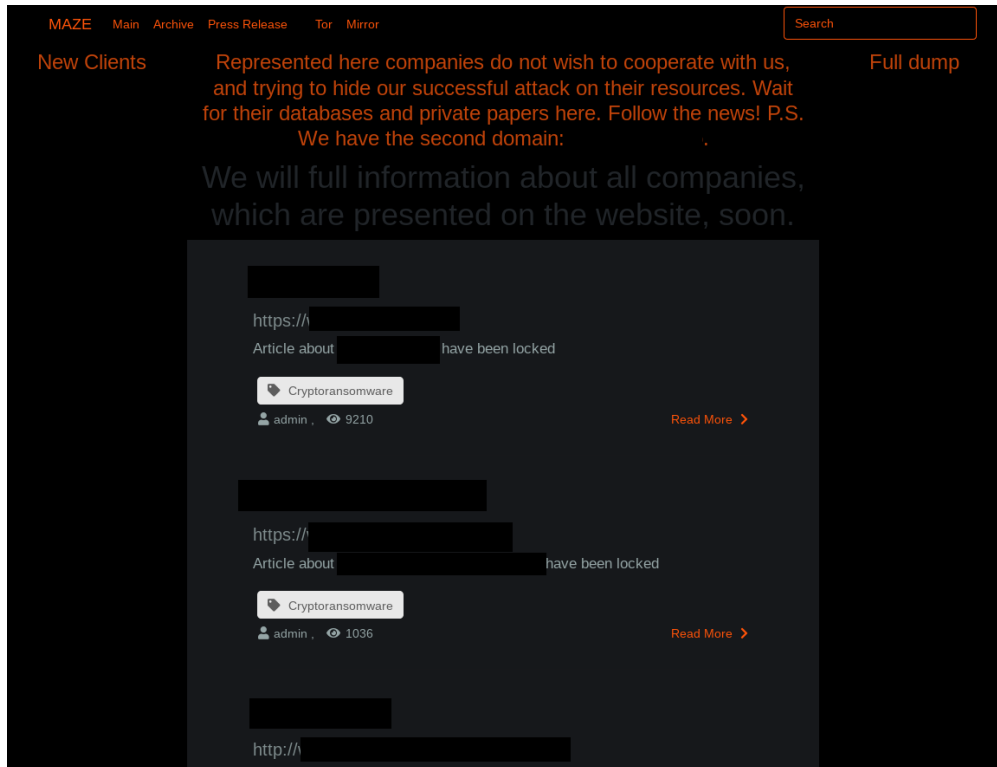 MAZE Main Archive Press Release Tor Mirror Search
New Clients
Represented here companies do not wish to cooperate with us,
and trying to hide our successful attack on their resources. Wait
for their databases and private papers here. Follow the news! P.S.
We have the second domain: .
Full dump
We will full information about all companies,
which are presented on the website, soon.
https://
Article about have been locked
Cryptoransomware
admin , 9210 Read More
https://
Article about have been locked
Cryptoransomware
admin , 1036 Read More
http://